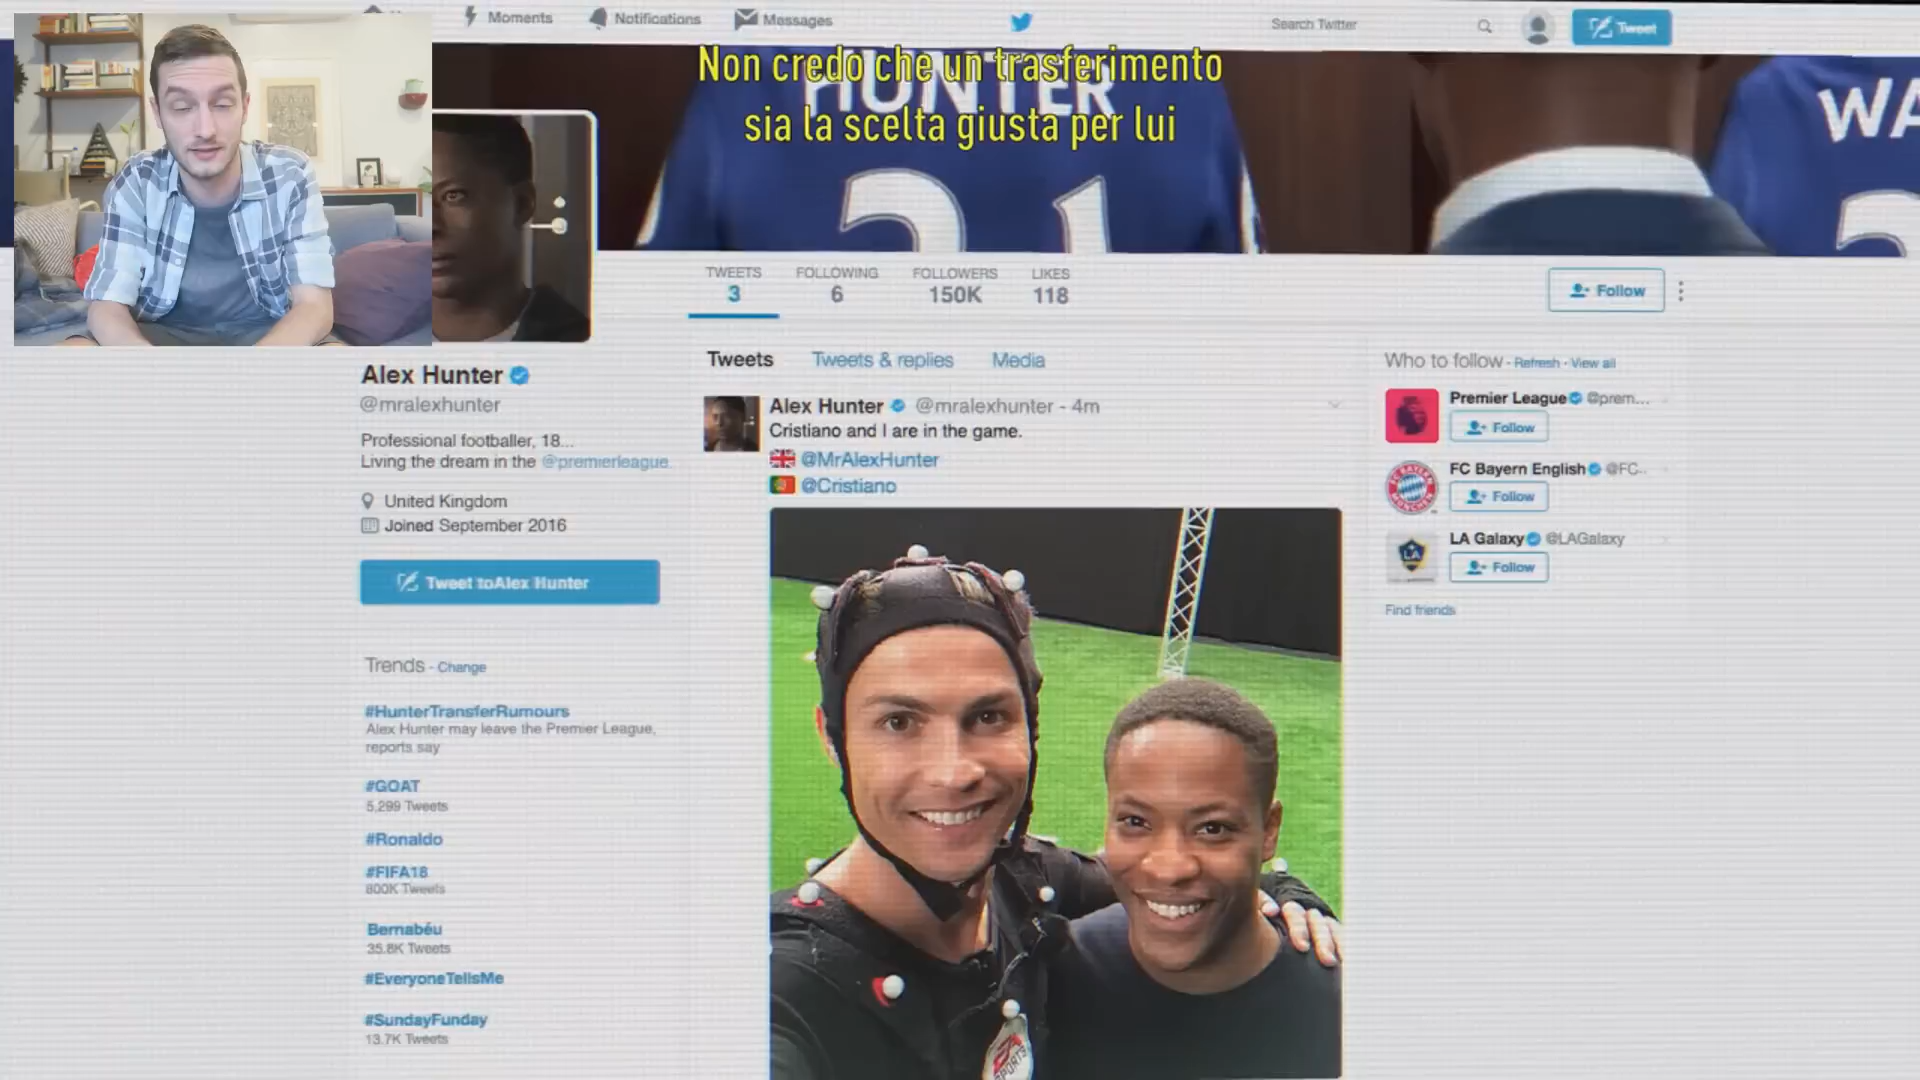 Moments
Notifications
Messages
Search Twitter
Tweet
Non credo che un trasferimento
sia la scelta giusta per lui
HUNTER
21
WA
TWEETS
3
FOLLOWING
6
FOLLOWERS
150K
LIKES
118
Follow
Alex Hunter
@mralexhunter
Professional footballer, 18...
Living the dream in the @premierleague.
United Kingdom
Joined September 2016
Tweet toAlex Hunter
Trends - Change
#HunterTransferRumours
Alex Hunter may leave the Premier League,
reports say
#GOAT
5,299 Tweets
#Ronaldo
#FIFA18
800K Tweets
Bernabéu
35.8K Tweets
#EveryoneTellsMe
#SundayFunday
13.7K Tweets
Tweets
Tweets & replies
Media
Alex Hunter @mralexhunter - 4m
Cristiano and I are in the game.
@MrAlexHunter
@Cristiano
EA
SPORTS
Who to follow · Refresh · View all
Premier League @prem...
Follow
FC Bayern English @FC..
Follow
LA Galaxy @LAGalaxy
Follow
Find friends